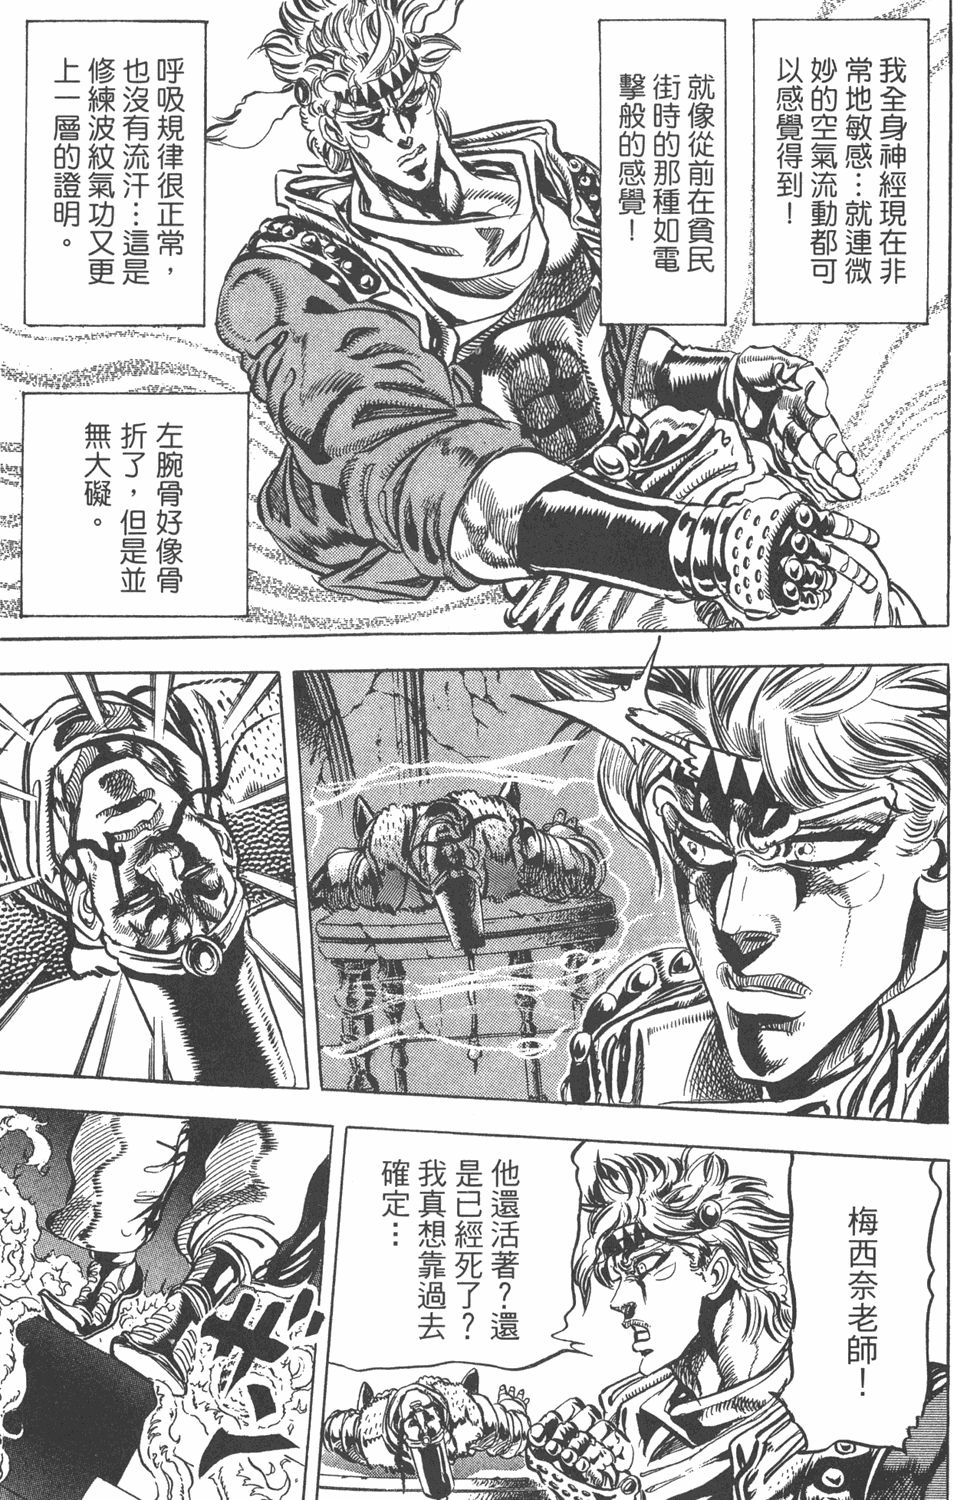 我全身神經現在非
常地敏感…就連微
妙的空氣流動都可
以感覺得到！
就像從前在貧民
街時的那種如電
擊般的感覺！
呼吸規律很正常，
也沒有流汗…這是
修練波紋氣功又更
上一層的證明。
左腕骨好像骨
折了，但是並
無大礙。
梅西奈老師！
他還活著？還
是已經死了？
我真想靠過去
確定…